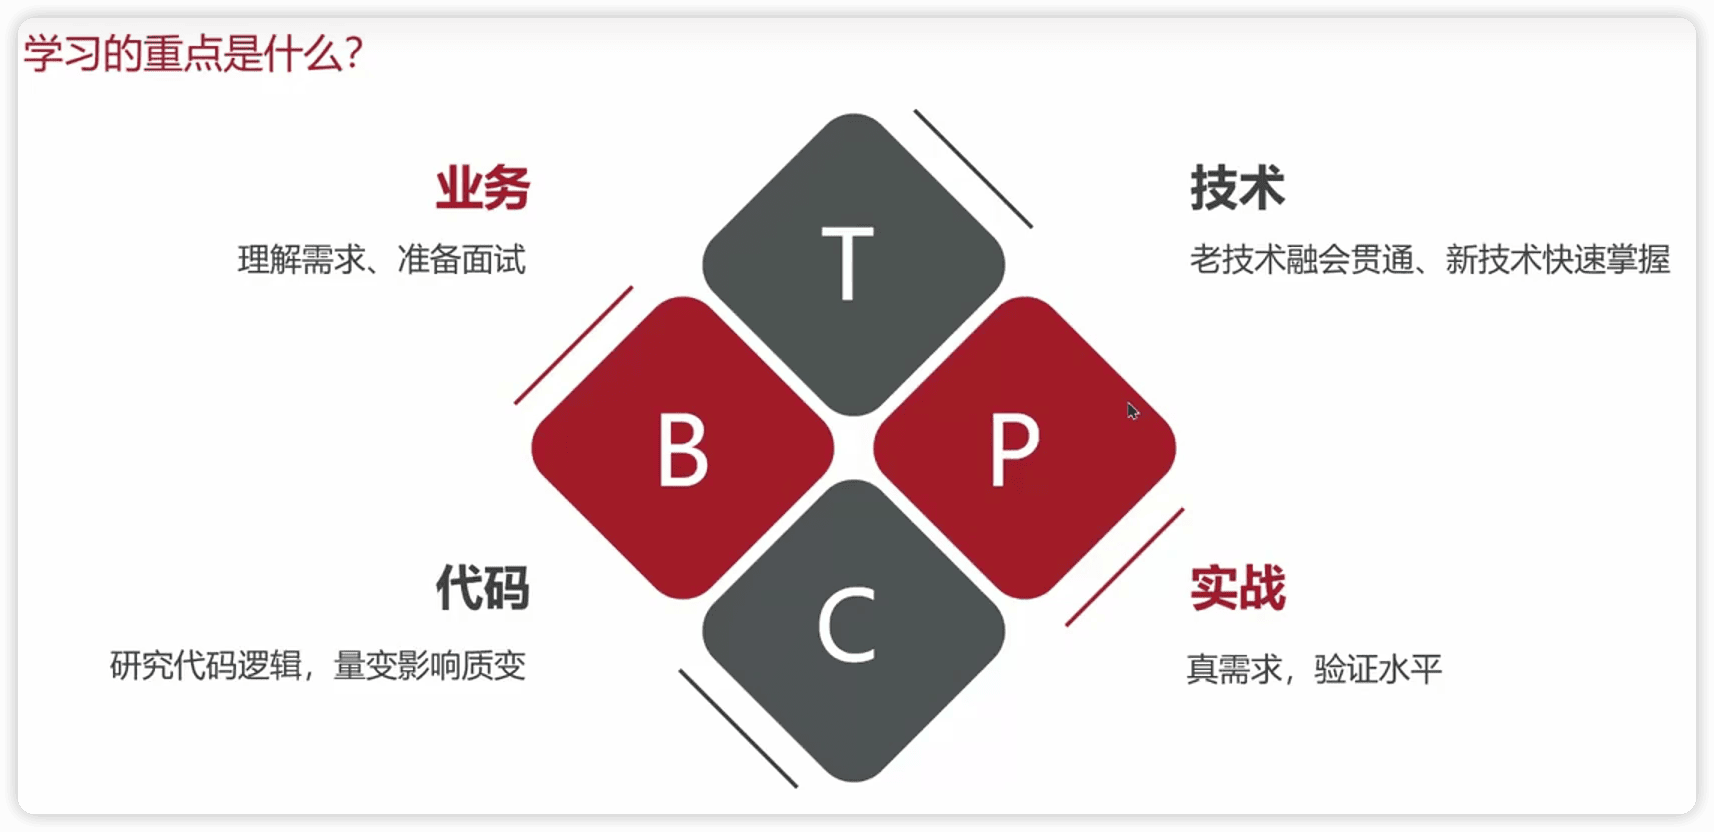 学习的重点是什么？
业务
理解需求、准备面试
技术
老技术融会贯通、新技术快速掌握
T
B
P
C
代码
研究代码逻辑，量变影响质变
实战
真需求，验证水平